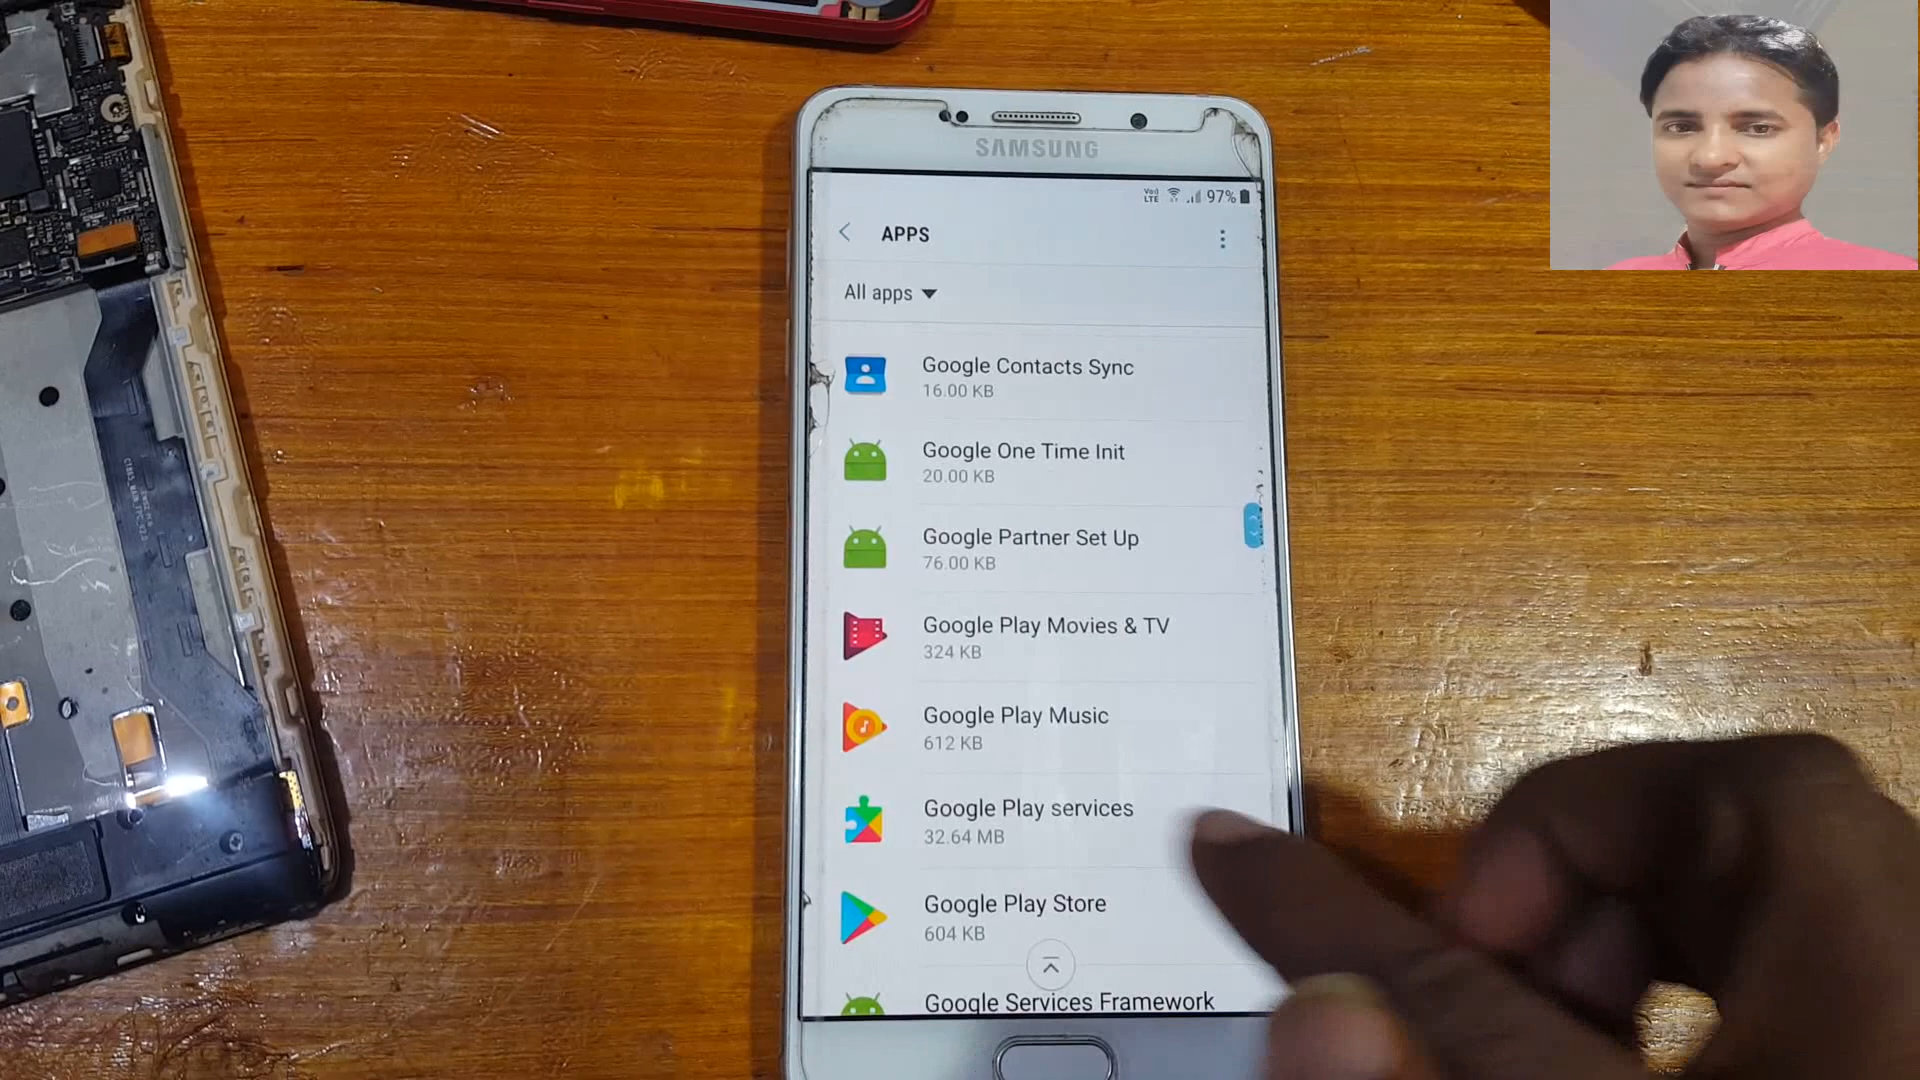 SAMSUNG
Vo))
LTE
97%
APPS
All apps
Google Contacts Sync
16.00 KB
Google One Time Init
20.00 KB
Google Partner Set Up
76.00 KB
Google Play Movies & TV
324 KB
Google Play Music
612 KB
Google Play services
32.64 MB
Google Play Store
604 KB
Google Services Framework